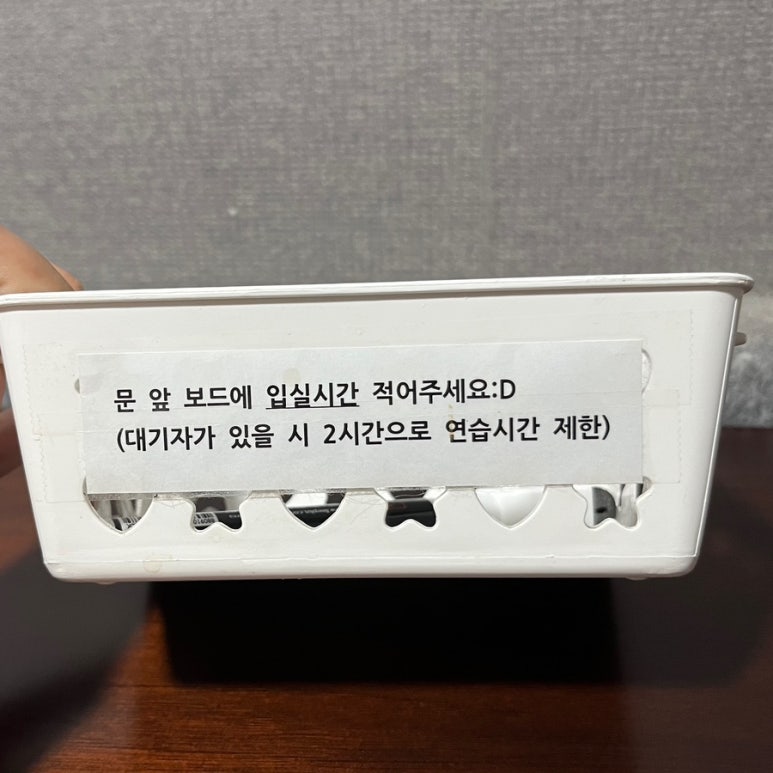 문 앞 보드에 입실시간 적어주세요:D
(대기자가 있을 시 2시간으로 연습시간 제한)